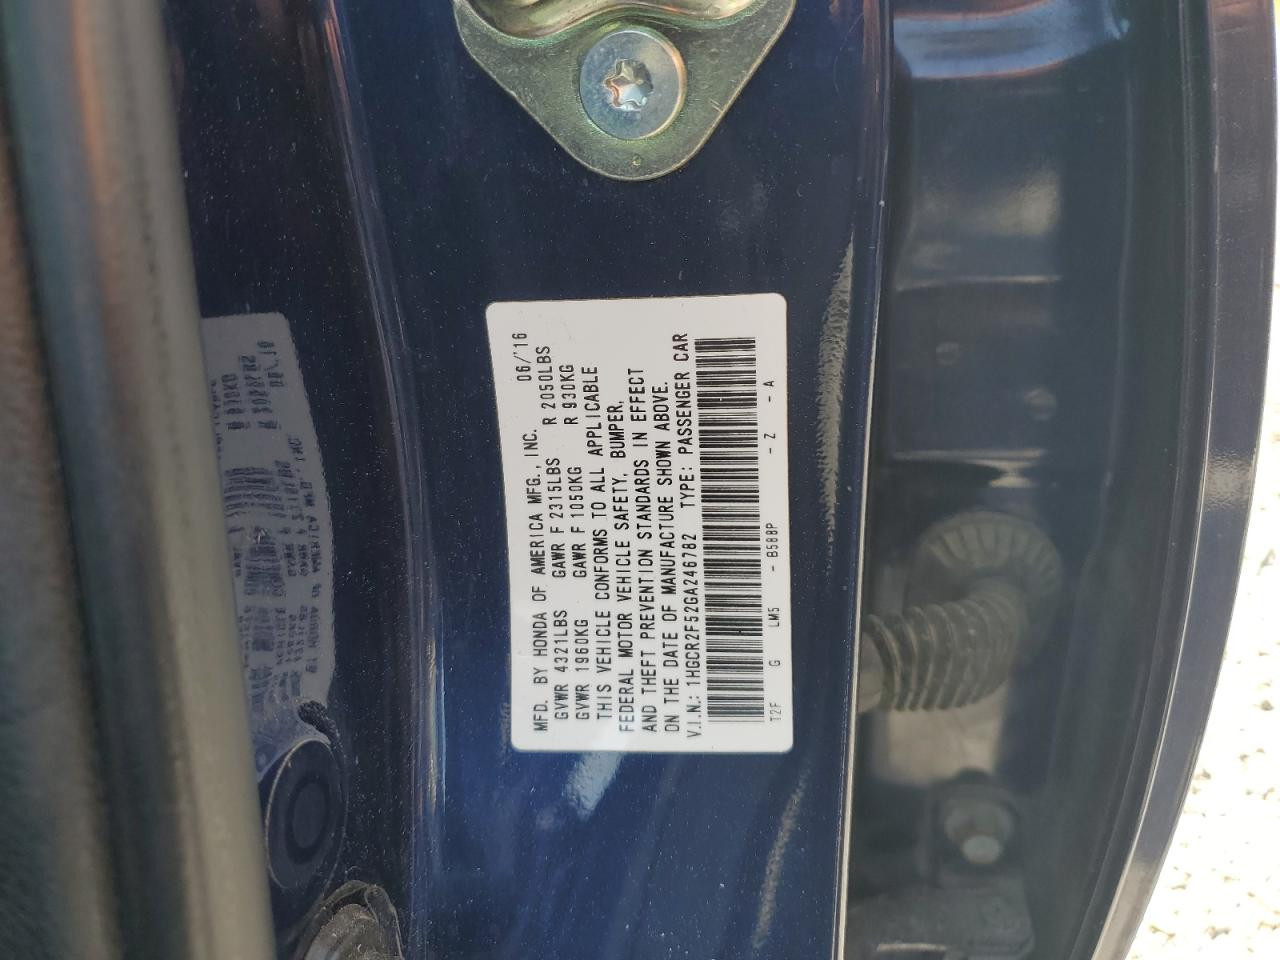 MFD. BY HONDA OF AMERICA MFG., INC. 06/'16
GVWR 4321LBS GAWR F 2315LBS R 2050LBS
GVWR 1960KG GAWR F 1050KG R 930KG
THIS VEHICLE CONFORMS TO ALL APPLICABLE
FEDERAL MOTOR VEHICLE SAFETY, BUMPER,
AND THEFT PREVENTION STANDARDS IN EFFECT
ON THE DATE OF MANUFACTURE SHOWN ABOVE.
V.I.N.: 1HGCR2F52GA246782 TYPE: PASSENGER CAR
T2F G LM5 - B588P - Z - A